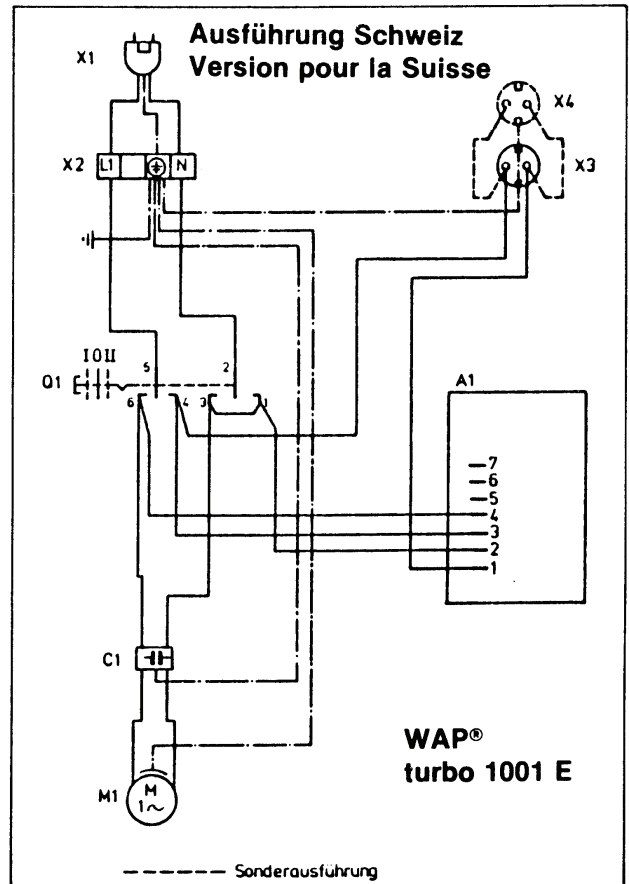 Ausführung Schweiz
Version pour la Suisse
X1
X4
X2 L1 N
X3
I O II
5
2
Q1
6 4 3 1
A1
7
6
5
4
3
2
1
C1
WAP®
turbo 1001 E
M1
M
1~
Sonderausführung